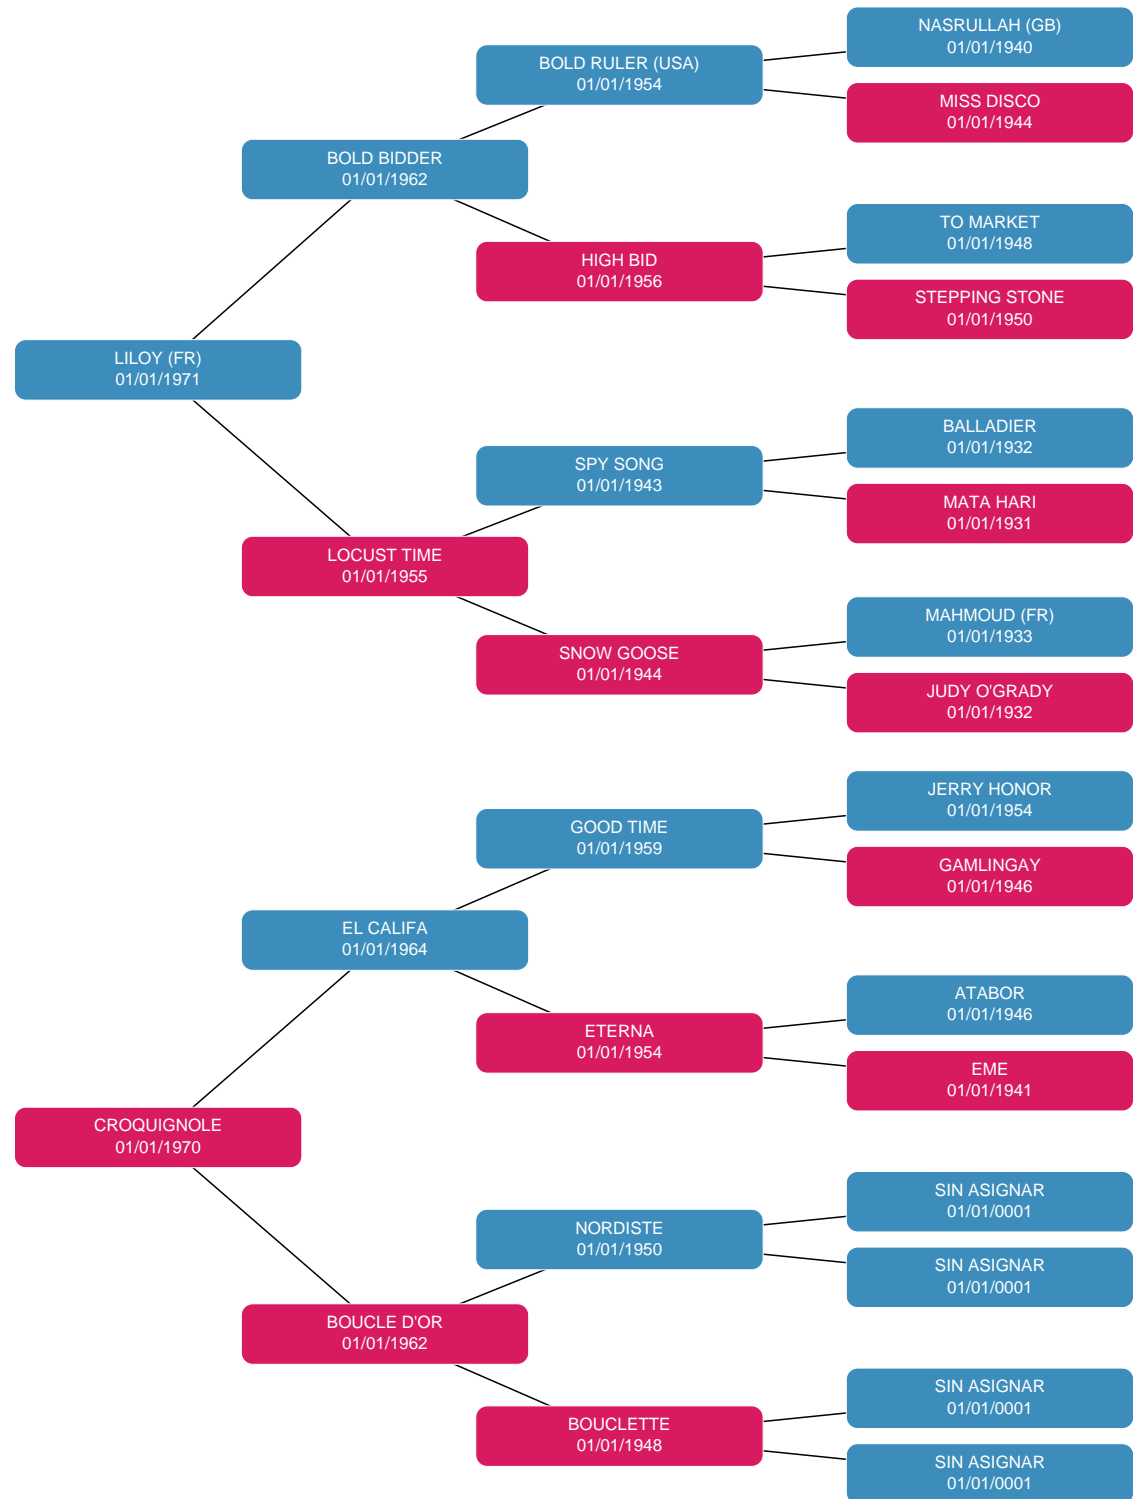 NASRULLAH (GB)
01/01/1940
BOLD RULER (USA)
01/01/1954
MISS DISCO
01/01/1944
BOLD BIDDER
01/01/1962
TO MARKET
01/01/1948
HIGH BID
01/01/1956
STEPPING STONE
01/01/1950
LILOY (FR)
01/01/1971
BALLADIER
01/01/1932
SPY SONG
01/01/1943
MATA HARI
01/01/1931
LOCUST TIME
01/01/1955
MAHMOUD (FR)
01/01/1933
SNOW GOOSE
01/01/1944
JUDY O'GRADY
01/01/1932
JERRY HONOR
01/01/1954
GOOD TIME
01/01/1959
GAMLINGAY
01/01/1946
EL CALIFA
01/01/1964
ATABOR
01/01/1946
ETERNA
01/01/1954
EME
01/01/1941
CROQUIGNOLE
01/01/1970
SIN ASIGNAR
01/01/0001
NORDISTE
01/01/1950
SIN ASIGNAR
01/01/0001
BOUCLE D'OR
01/01/1962
SIN ASIGNAR
01/01/0001
BOUCLETTE
01/01/1948
SIN ASIGNAR
01/01/0001